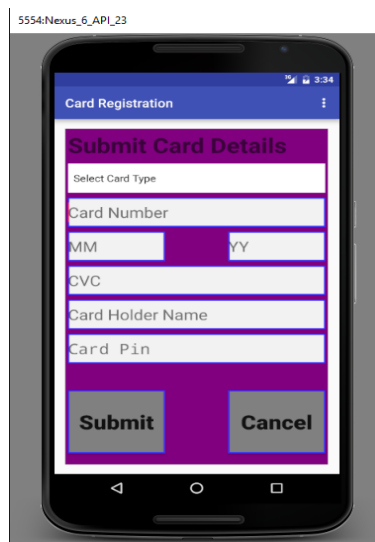 5554:Nexus_6_API_23
3G 3:34
Card Registration
Submit Card Details
Select Card Type
Card Number
MM YY
CVC
Card Holder Name
Card Pin
Submit Cancel